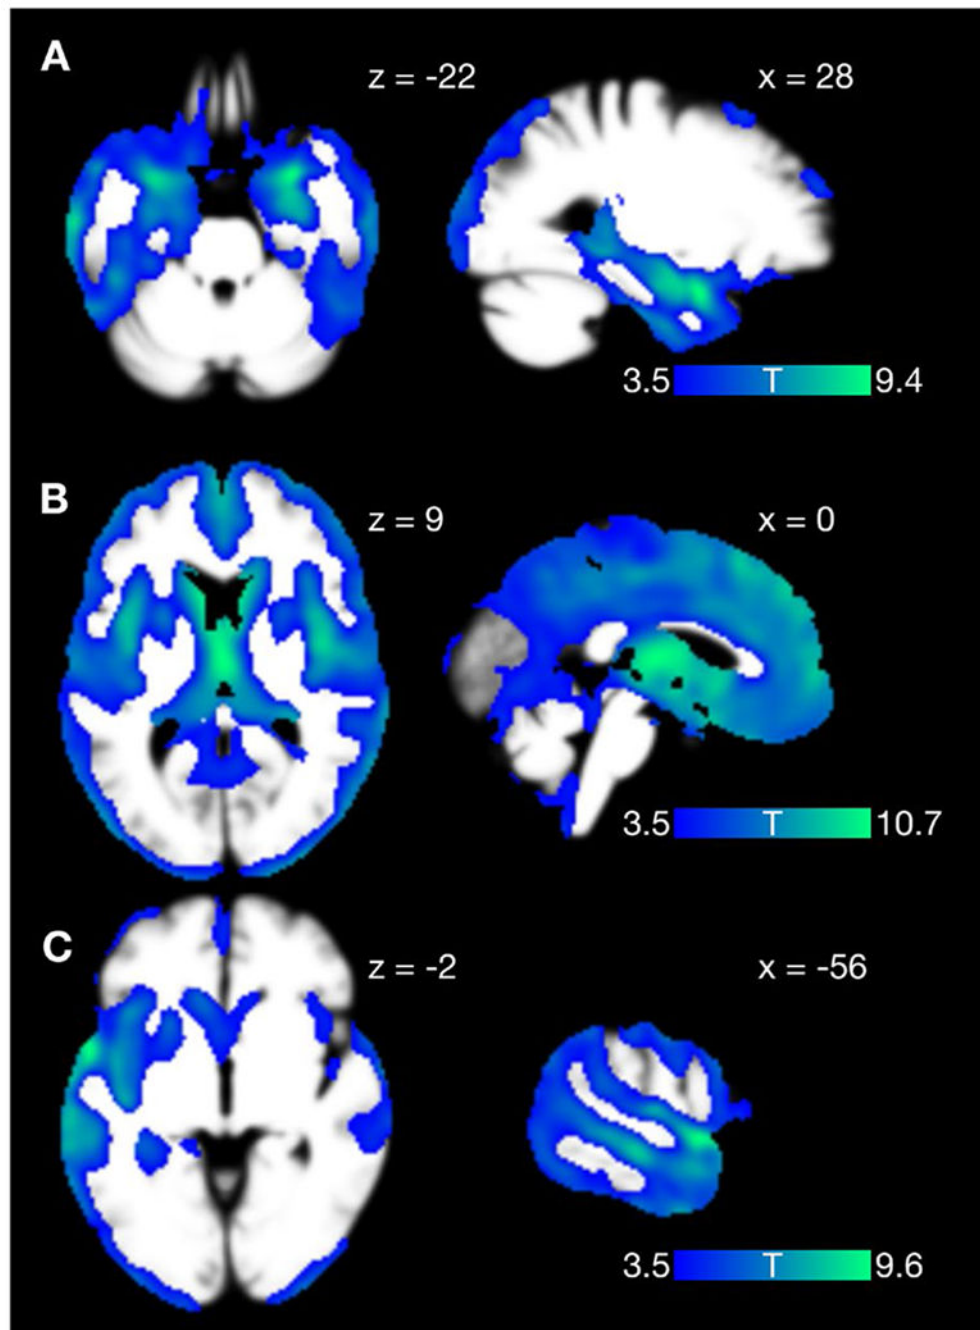 A
z = -22
x = 28
3.5 T 9.4
B
z = 9
x = 0
3.5 T 10.7
C
z = -2
x = -56
3.5 T 9.6